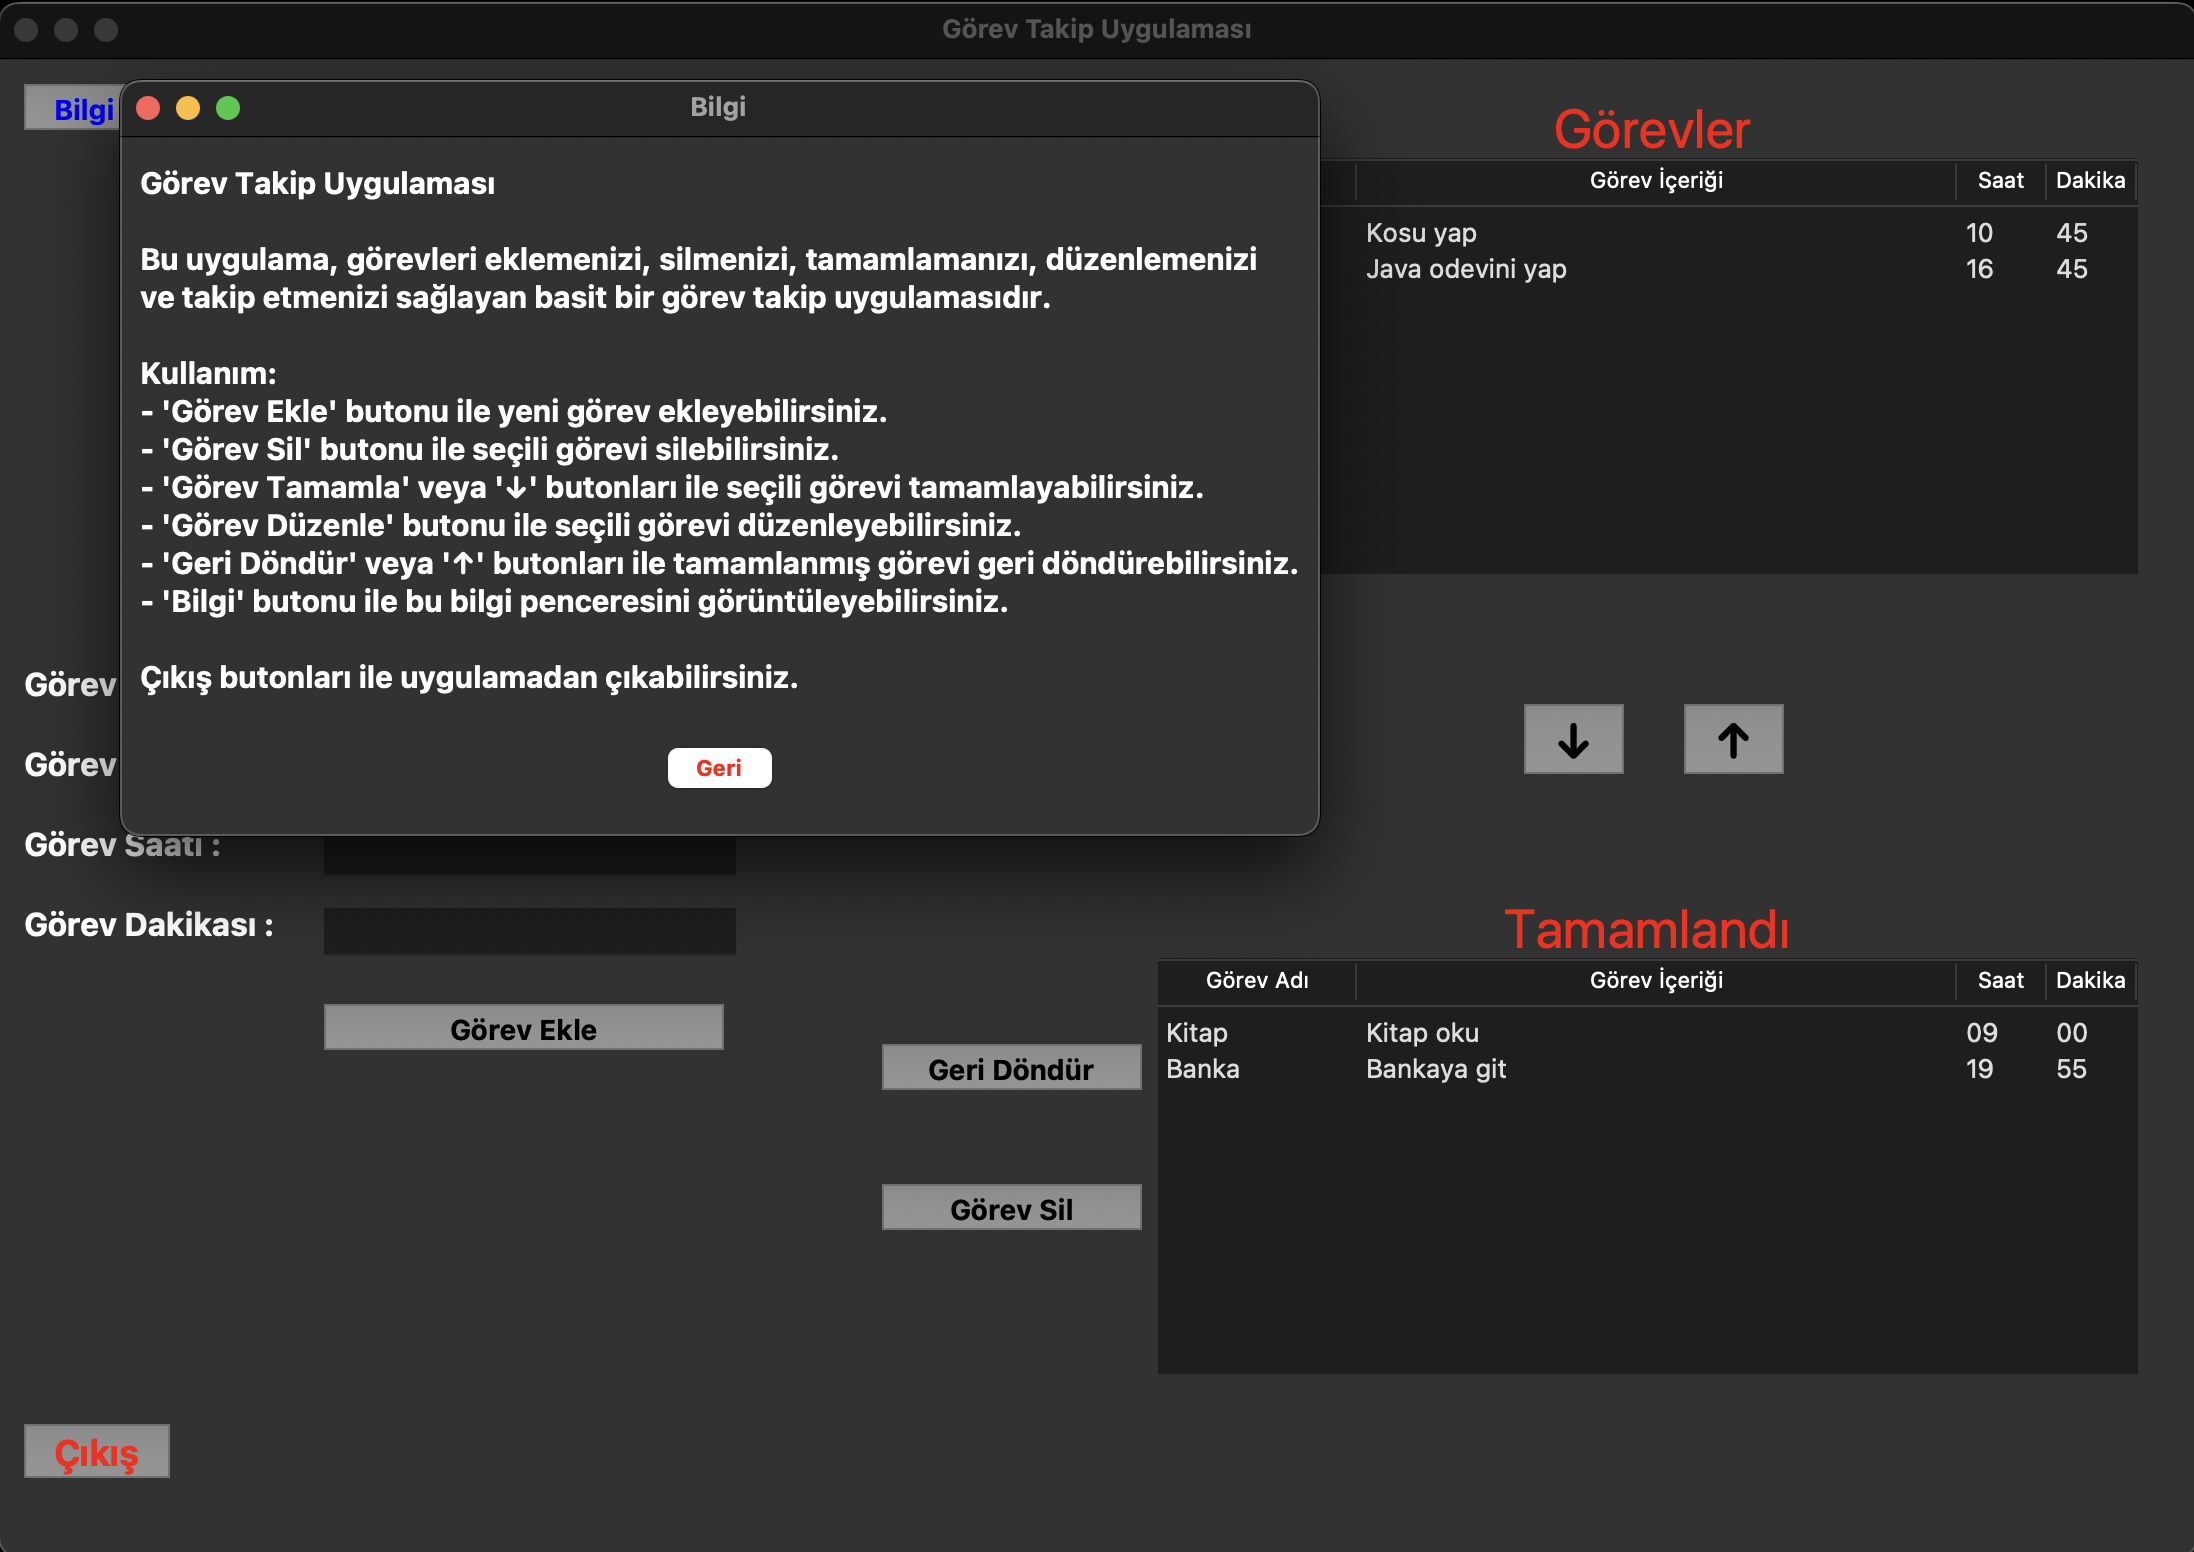 Görev Takip Uygulaması
Bilgi
Bilgi
Görev Takip Uygulaması
Bu uygulama, görevleri eklemenizi, silmenizi, tamamlamanızı, düzenlemenizi
ve takip etmenizi sağlayan basit bir görev takip uygulamasıdır.
Kullanım:
- 'Görev Ekle' butonu ile yeni görev ekleyebilirsiniz.
- 'Görev Sil' butonu ile seçili görevi silebilirsiniz.
- 'Görev Tamamla' veya '↓' butonları ile seçili görevi tamamlayabilirsiniz.
- 'Görev Düzenle' butonu ile seçili görevi düzenleyebilirsiniz.
- 'Geri Döndür' veya '↑' butonları ile tamamlanmış görevi geri döndürebilirsiniz.
- 'Bilgi' butonu ile bu bilgi penceresini görüntüleyebilirsiniz.
Çıkış butonları ile uygulamadan çıkabilirsiniz.
Geri
Görev
Görev
Görev Saati :
Görev Dakikası :
Görev Ekle
Geri Döndür
Görev Sil
Çıkış
Görevler
Görev İçeriği Saat Dakika
Kosu yap 10 45
Java odevini yap 16 45
↓ ↑
Tamamlandı
Görev Adı Görev İçeriği Saat Dakika
Kitap Kitap oku 09 00
Banka Bankaya git 19 55